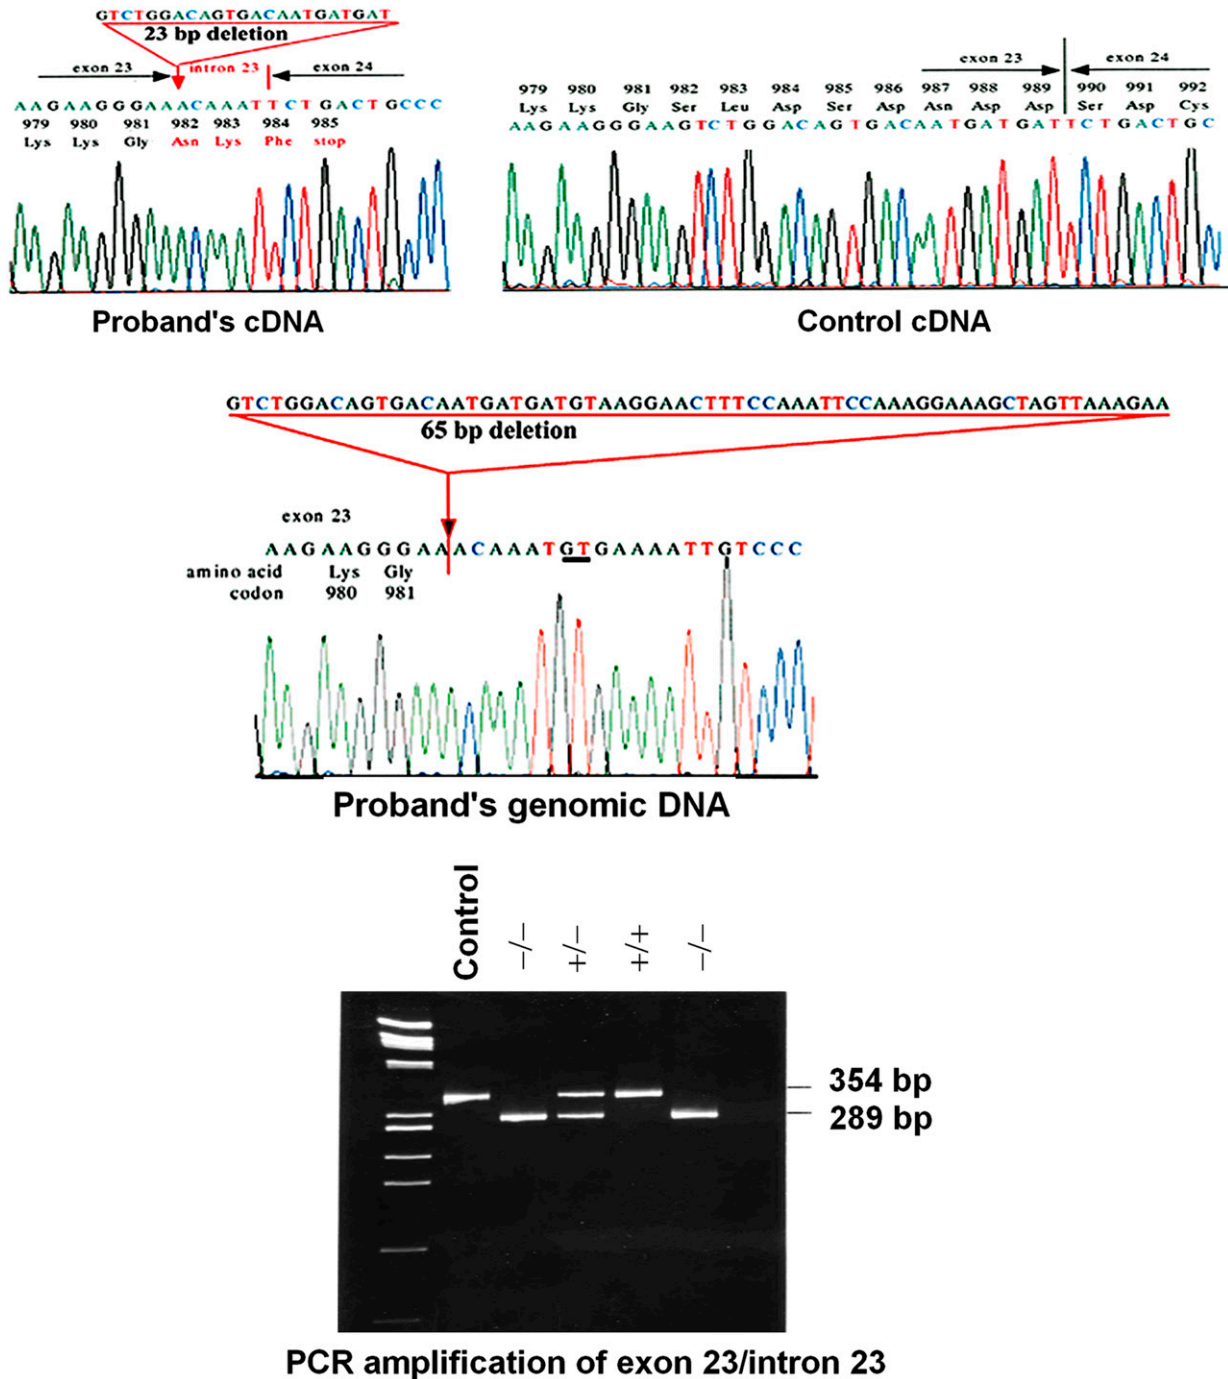 GTCTGGACAGTGACAATGATGAT
23 bp deletion
exon 23 intron 23 exon 24
AAGAAGGGAAACAAATTCTGACTGCCC
979 980 981 982 983 984 985
Lys Lys Gly Asn Lys Phe stop
Proband's cDNA
exon 23 exon 24
979 980 981 982 983 984 985 986 987 988 989 990 991 992
Lys Lys Gly Ser Leu Asp Ser Asp Asn Asp Asp Ser Asp Cys
AAGAAGGGAAGTCTGGACAGTGACAATGATGATTCTGACTGC
Control cDNA
GTCTGGACAGTGACAATGATGATGTAAGGAACTTTCCAAATTCCAAAGGAAAGCTAGTTAAAGAA
65 bp deletion
exon 23
AAGAAGGGAAACAAATGTGAAAATTGTCCC
amino acid Lys Gly
codon 980 981
Proband's genomic DNA
Control -/- +/- +/+ -/-
354 bp
289 bp
PCR amplification of exon 23/intron 23